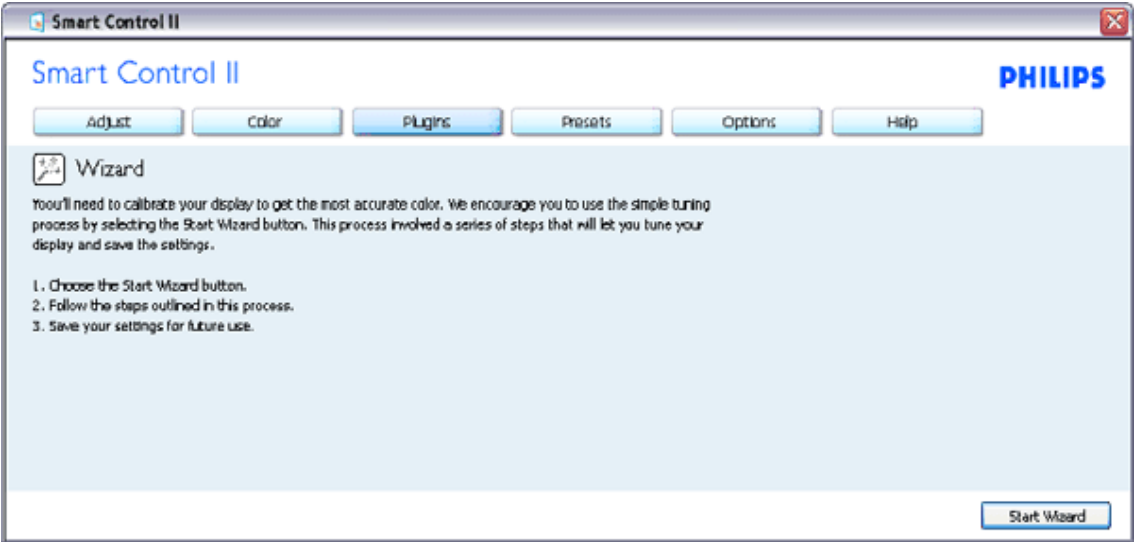 Smart Control II
Smart Control II
PHILIPS
Adjust
Color
Plugins
Presets
Options
Help
Wizard
Yoou'll need to calibrate your display to get the most accurate color. We encourage you to use the simple tuning
process by selecting the Start Wizard button. This process involved a series of steps that will let you tune your
display and save the settings.
1. Choose the Start Wizard button.
2. Follow the steps outlined in this process.
3. Save your settings for future use.
Start Wizard